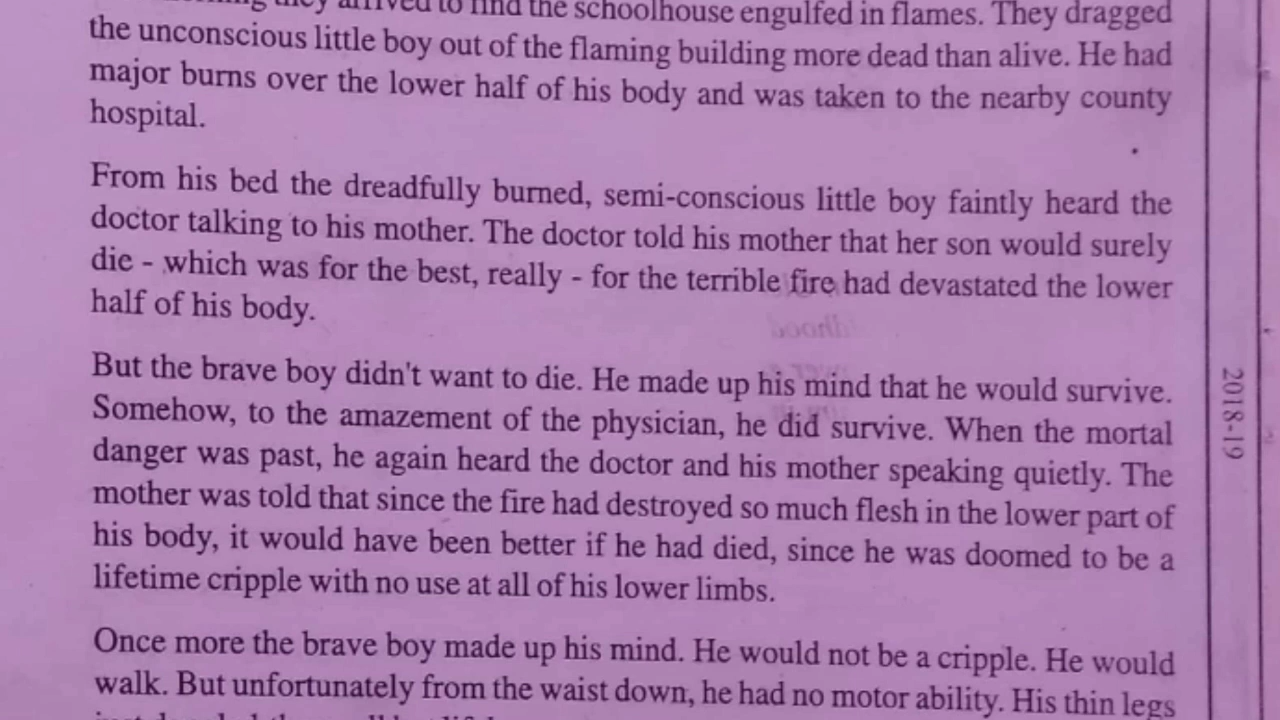 they arrived to find the schoolhouse engulfed in flames. They dragged
the unconscious little boy out of the flaming building more dead than alive. He had
major burns over the lower half of his body and was taken to the nearby county
hospital.
From his bed the dreadfully burned, semi-conscious little boy faintly heard the
doctor talking to his mother. The doctor told his mother that her son would surely
die - which was for the best, really - for the terrible fire had devastated the lower
half of his body.
But the brave boy didn't want to die. He made up his mind that he would survive.
Somehow, to the amazement of the physician, he did survive. When the mortal
danger was past, he again heard the doctor and his mother speaking quietly. The
mother was told that since the fire had destroyed so much flesh in the lower part of
his body, it would have been better if he had died, since he was doomed to be a
lifetime cripple with no use at all of his lower limbs.
Once more the brave boy made up his mind. He would not be a cripple. He would
walk. But unfortunately from the waist down, he had no motor ability. His thin legs
2018-19